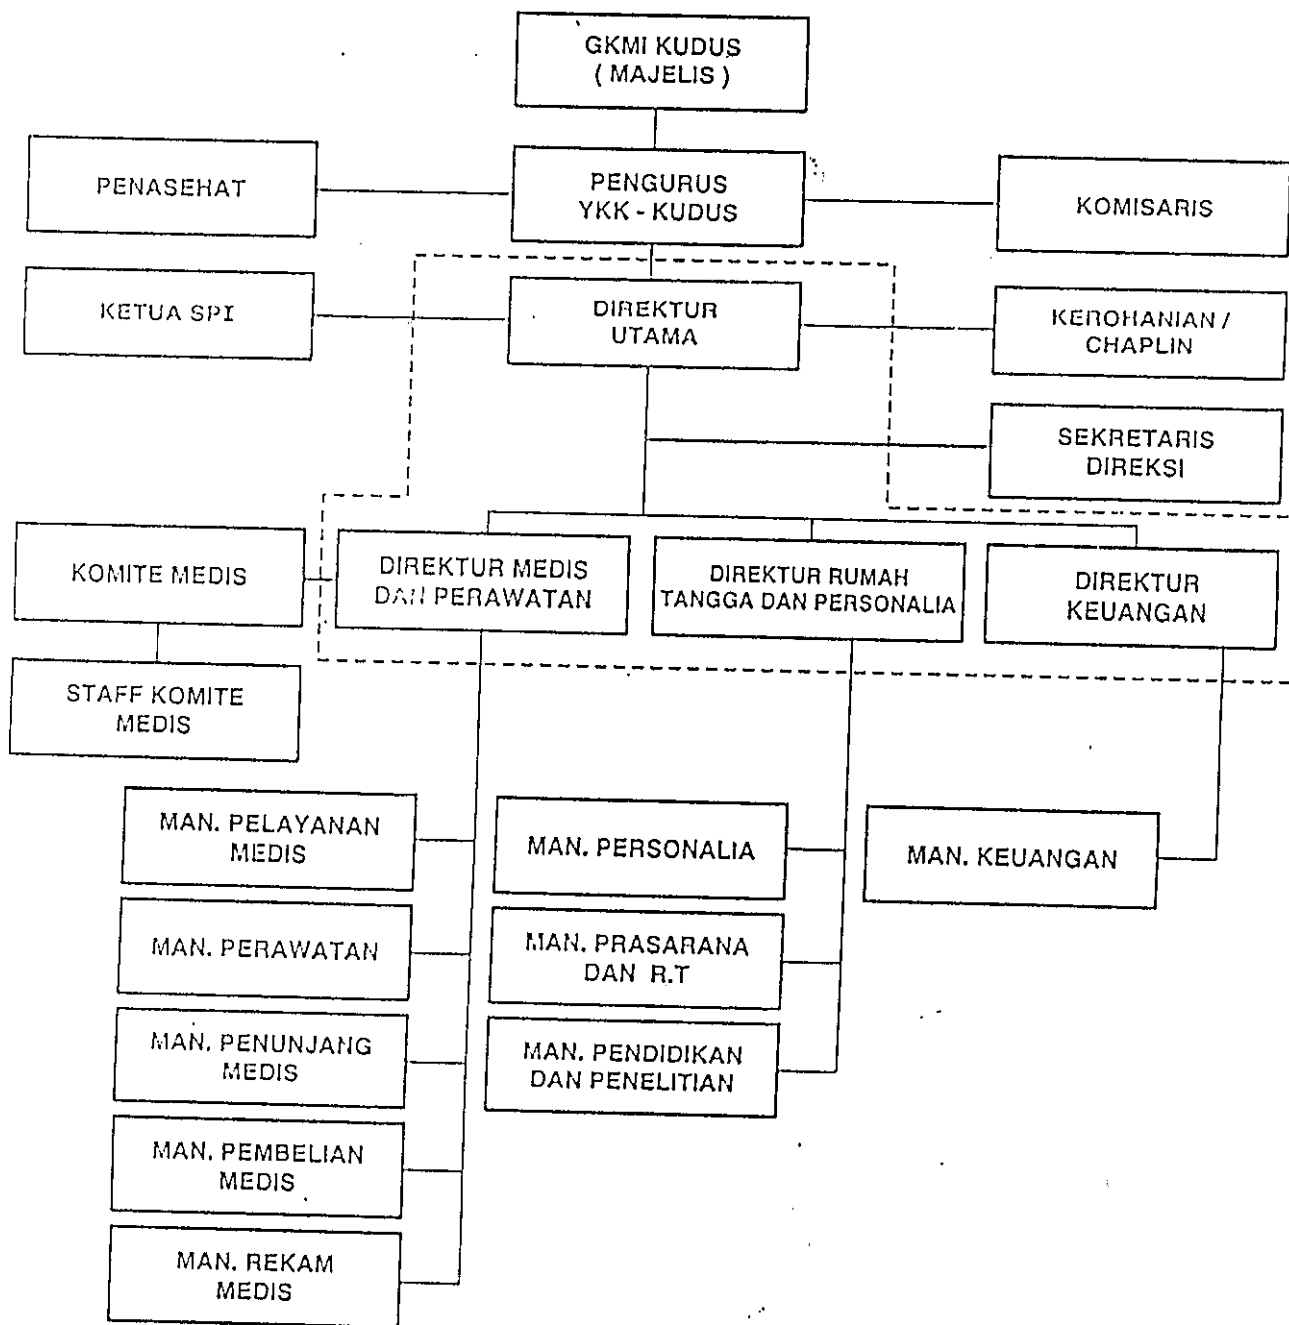 GKMI KUDUS
( MAJELIS )
PENASEHAT
PENGURUS
YKK - KUDUS
KOMISARIS
KETUA SPI
DIREKTUR
UTAMA
KEROHANIAN /
CHAPLIN
SEKRETARIS
DIREKSI
KOMITE MEDIS
DIREKTUR MEDIS
DAN PERAWATAN
DIREKTUR RUMAH
TANGGA DAN PERSONALIA
DIREKTUR
KEUANGAN
STAFF KOMITE
MEDIS
MAN. PELAYANAN
MEDIS
MAN. PERSONALIA
MAN. KEUANGAN
MAN. PERAWATAN
MAN. PRASARANA
DAN R.T
MAN. PENUNJANG
MEDIS
MAN. PENDIDIKAN
DAN PENELITIAN
MAN. PEMBELIAN
MEDIS
MAN. REKAM
MEDIS